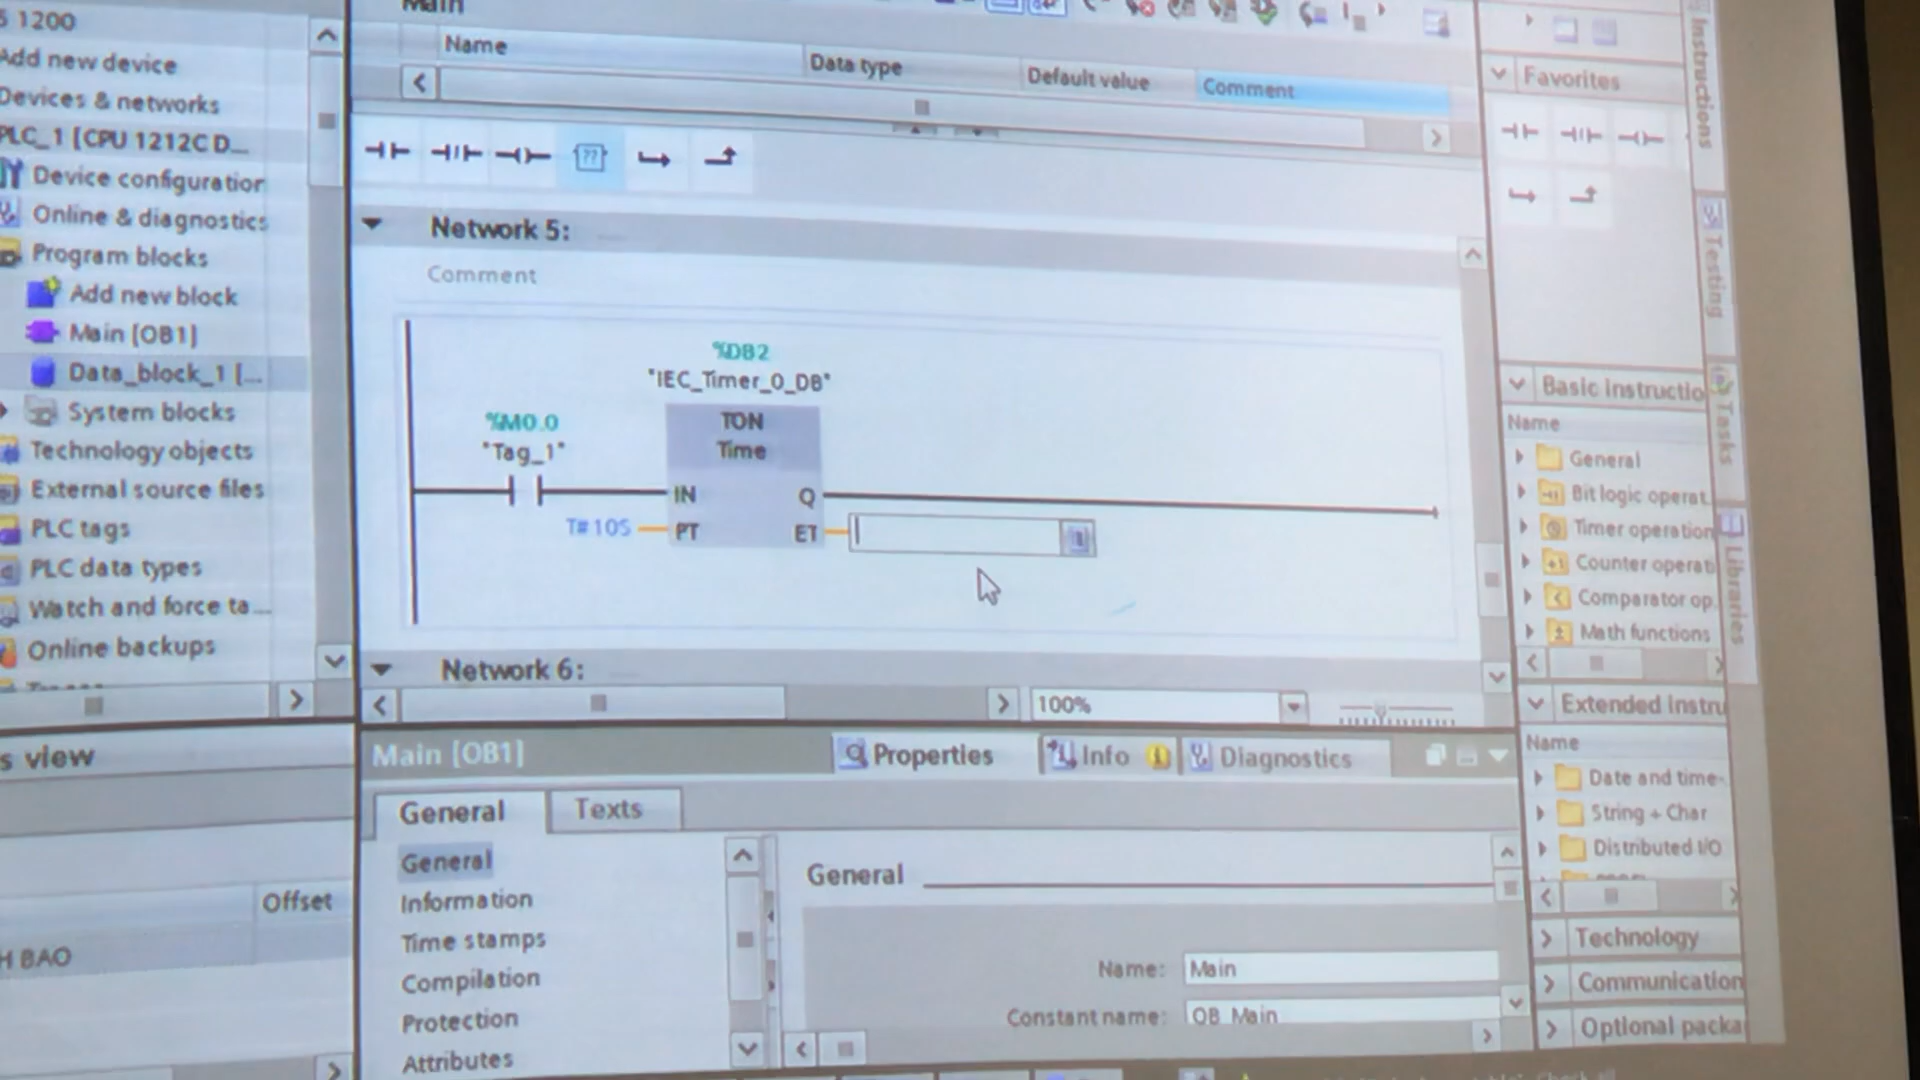 1200
Add new device
Devices & networks
PLC_1 [CPU 1212C D...
Device configuration
Online & diagnostics
Program blocks
Add new block
Main [OB1]
Data_block_1 [...
System blocks
Technology objects
External source files
PLC tags
PLC data types
Watch and force ta...
Online backups
s view
Offset
H BAO
Main
Name
Data type
Default value
Comment
??
Network 5:
Comment
%DB2
"IEC_Timer_0_DB"
%M0.0
"Tag_1"
TON
Time
IN
Q
T#10S
PT
ET
Network 6:
100%
Main [OB1]
Properties
Info
Diagnostics
General
Texts
General
Information
Time stamps
Compilation
Protection
Attributes
General
Name:
Main
Constant name:
OB_Main
Favorites
Basic Instructio
Name
General
Bit logic operat.
Timer operation
Counter operati
Comparator op.
Math functions
Extended Instru
Name
Date and time-
String + Char
Distributed I/O
Technology
Communication
Optional packa
Instructions
Testing
Tasks
Libraries